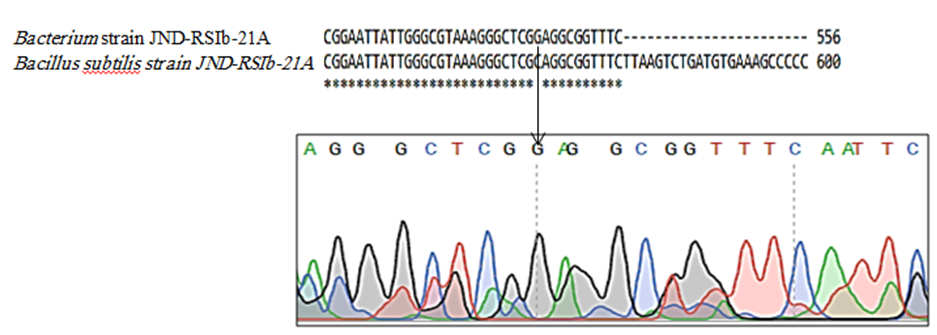 Bacterium strain JND-RSIb-21A CGGAATTATTGGGCGTAAAGGGCTCGGAGGCGGTTTC----------------------- 556
Bacillus subtilis strain JND-RSIb-21A CGGAATTATTGGGCGTAAAGGGCTCGCAGGCGGTTTCTTAAGTCTGATGTGAAAGCCCCC 600
************************** **********
A G G G C T C G G A G G C G G T T T C A A T T C